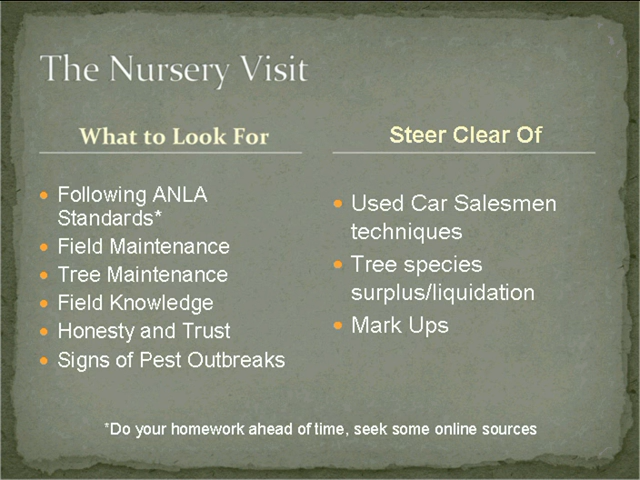 The Nursery Visit
What to Look For
Following ANLA
Standards*
Field Maintenance
Tree Maintenance
Field Knowledge
Honesty and Trust
Signs of Pest Outbreaks
Steer Clear Of
Used Car Salesmen
techniques
Tree species
surplus/liquidation
Mark Ups
*Do your homework ahead of time, seek some online sources